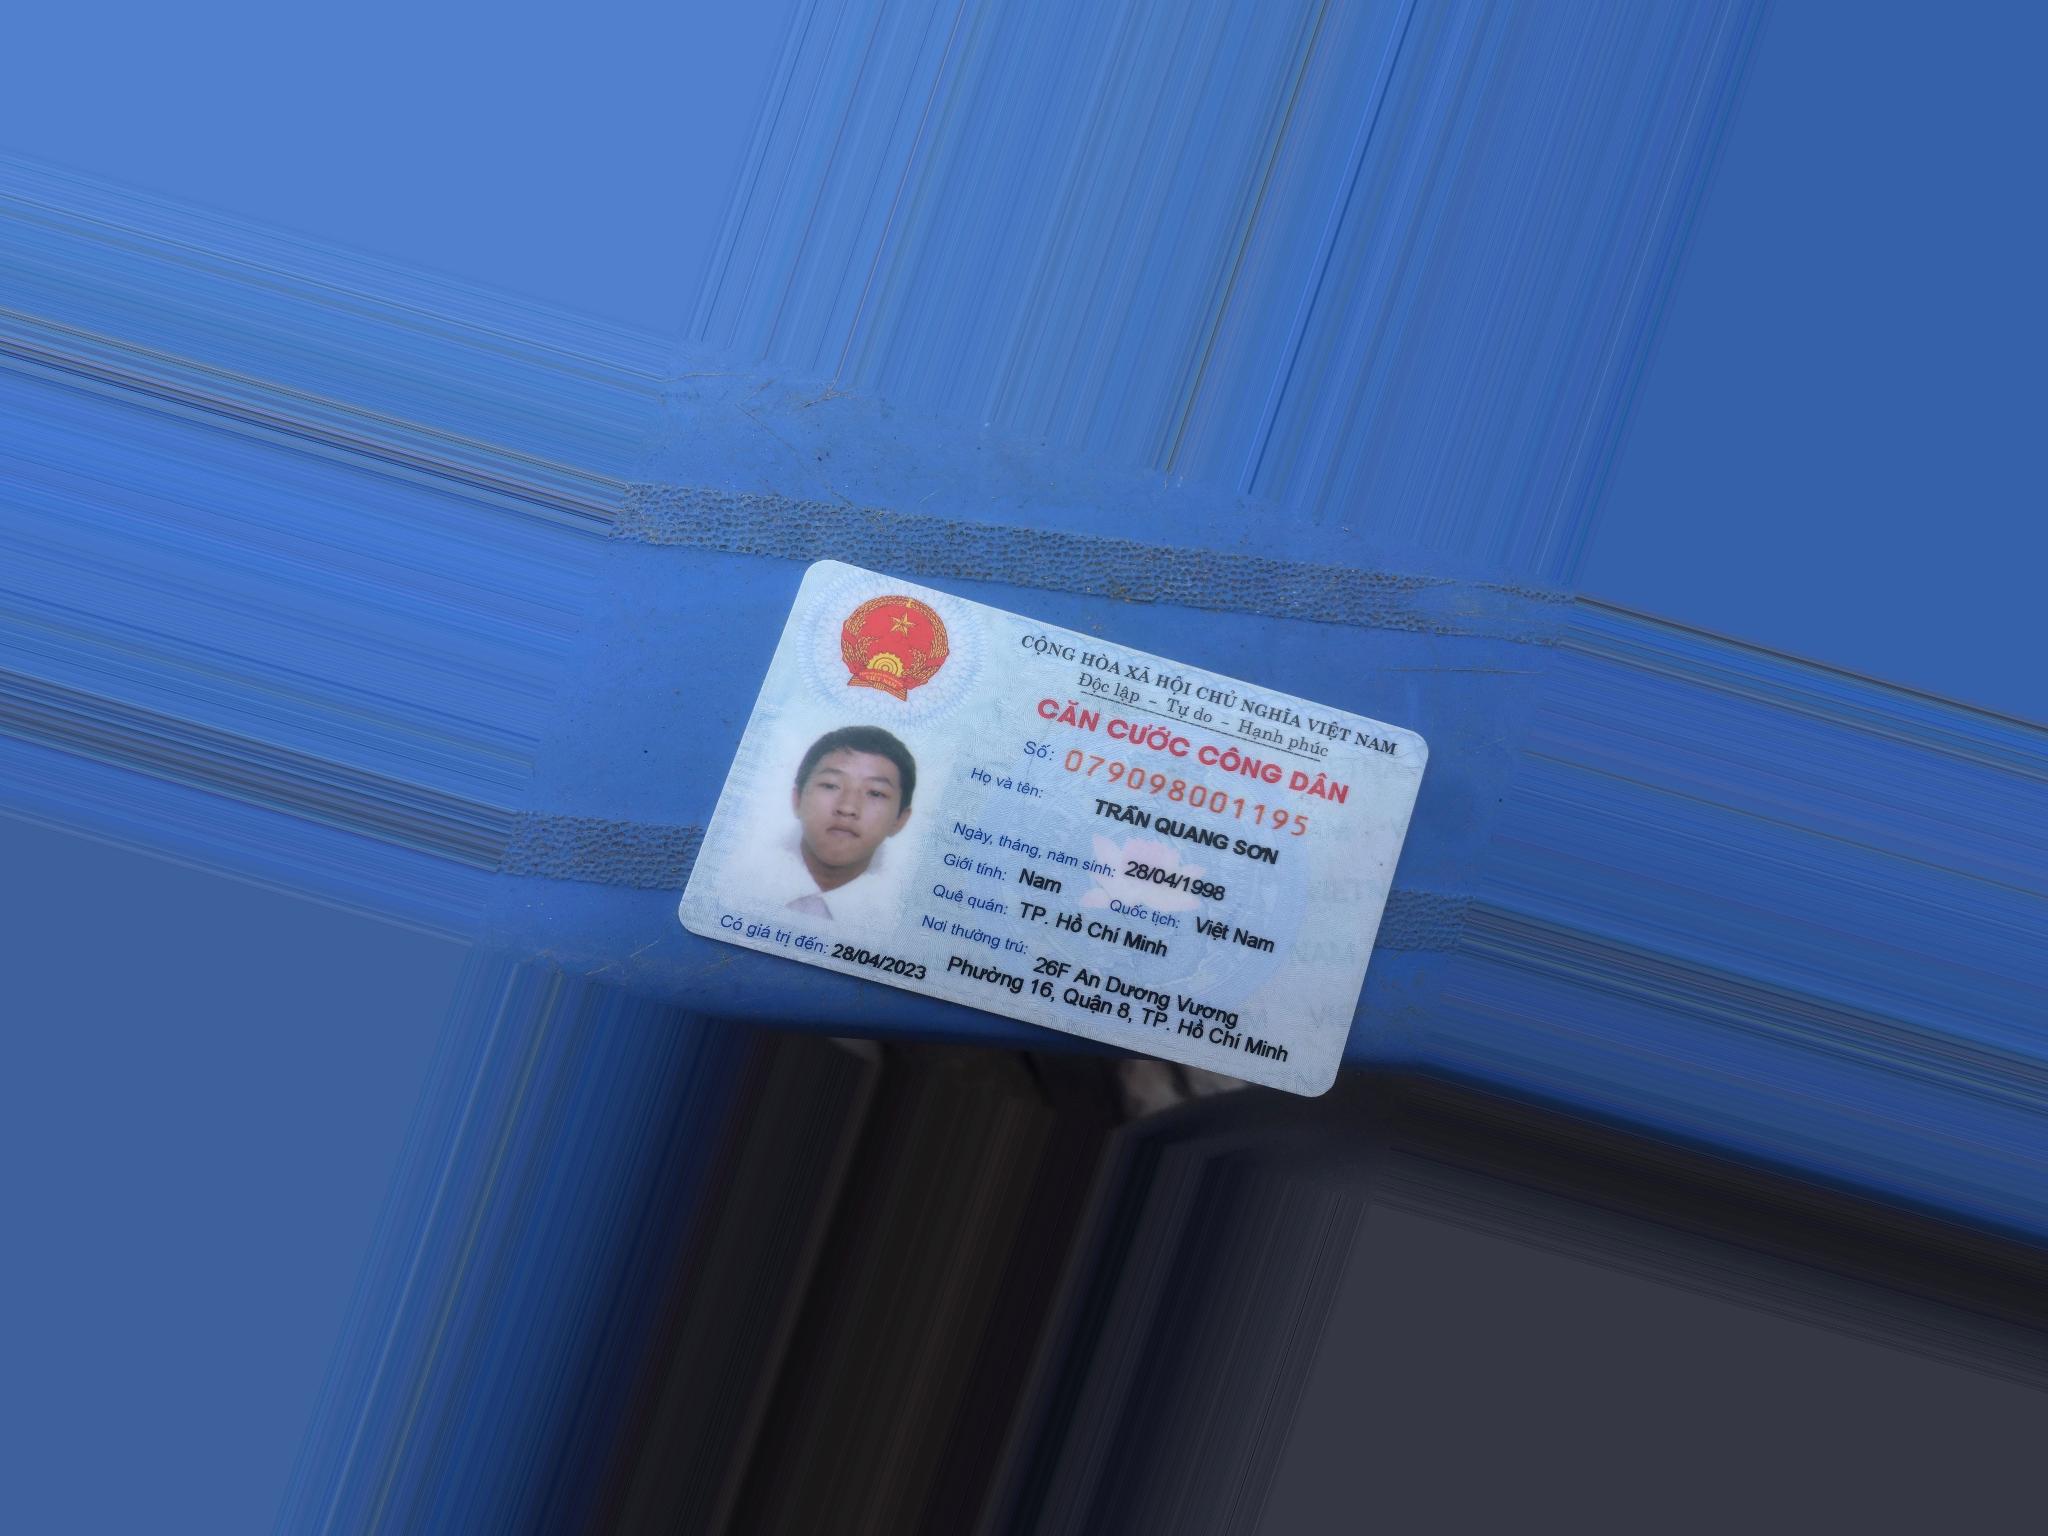 CỘNG HÒA XÃ HỘI CHỦ NGHĨA VIỆT NAM
Độc lập - Tự do - Hạnh phúc
CĂN CƯỚC CÔNG DÂN
Số: 079098001195
Họ và tên:
TRẦN QUANG SƠN
Ngày, tháng, năm sinh: 28/04/1998
Giới tính: Nam Quốc tịch: Việt Nam
Quê quán: TP. Hồ Chí Minh
Nơi thường trú: 26F An Dương Vương
Phường 16, Quận 8, TP. Hồ Chí Minh
Có giá trị đến: 28/04/2023